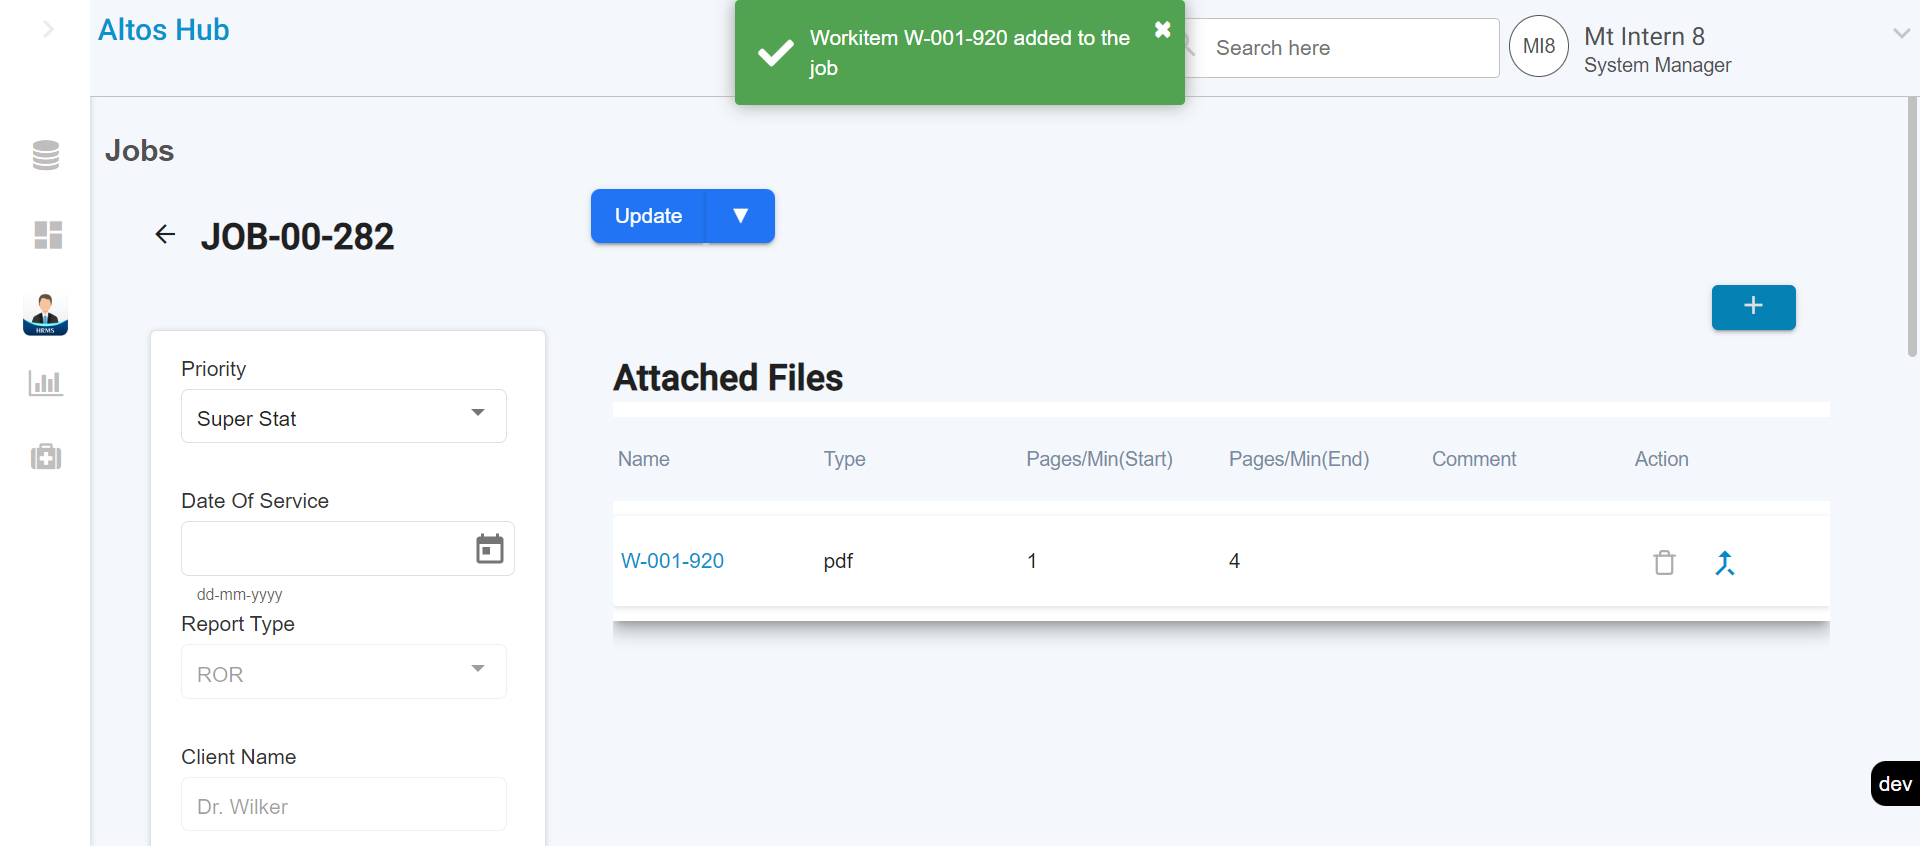 Altos Hub
Workitem W-001-920 added to the
job
Search here
MI8
Mt Intern 8
System Manager
Jobs
JOB-00-282
Update
HRMS
Priority
Super Stat
Date Of Service
dd-mm-yyyy
Report Type
ROR
Client Name
Dr. Wilker
Attached Files
Name Type Pages/Min(Start) Pages/Min(End) Comment Action
W-001-920 pdf 1 4
dev